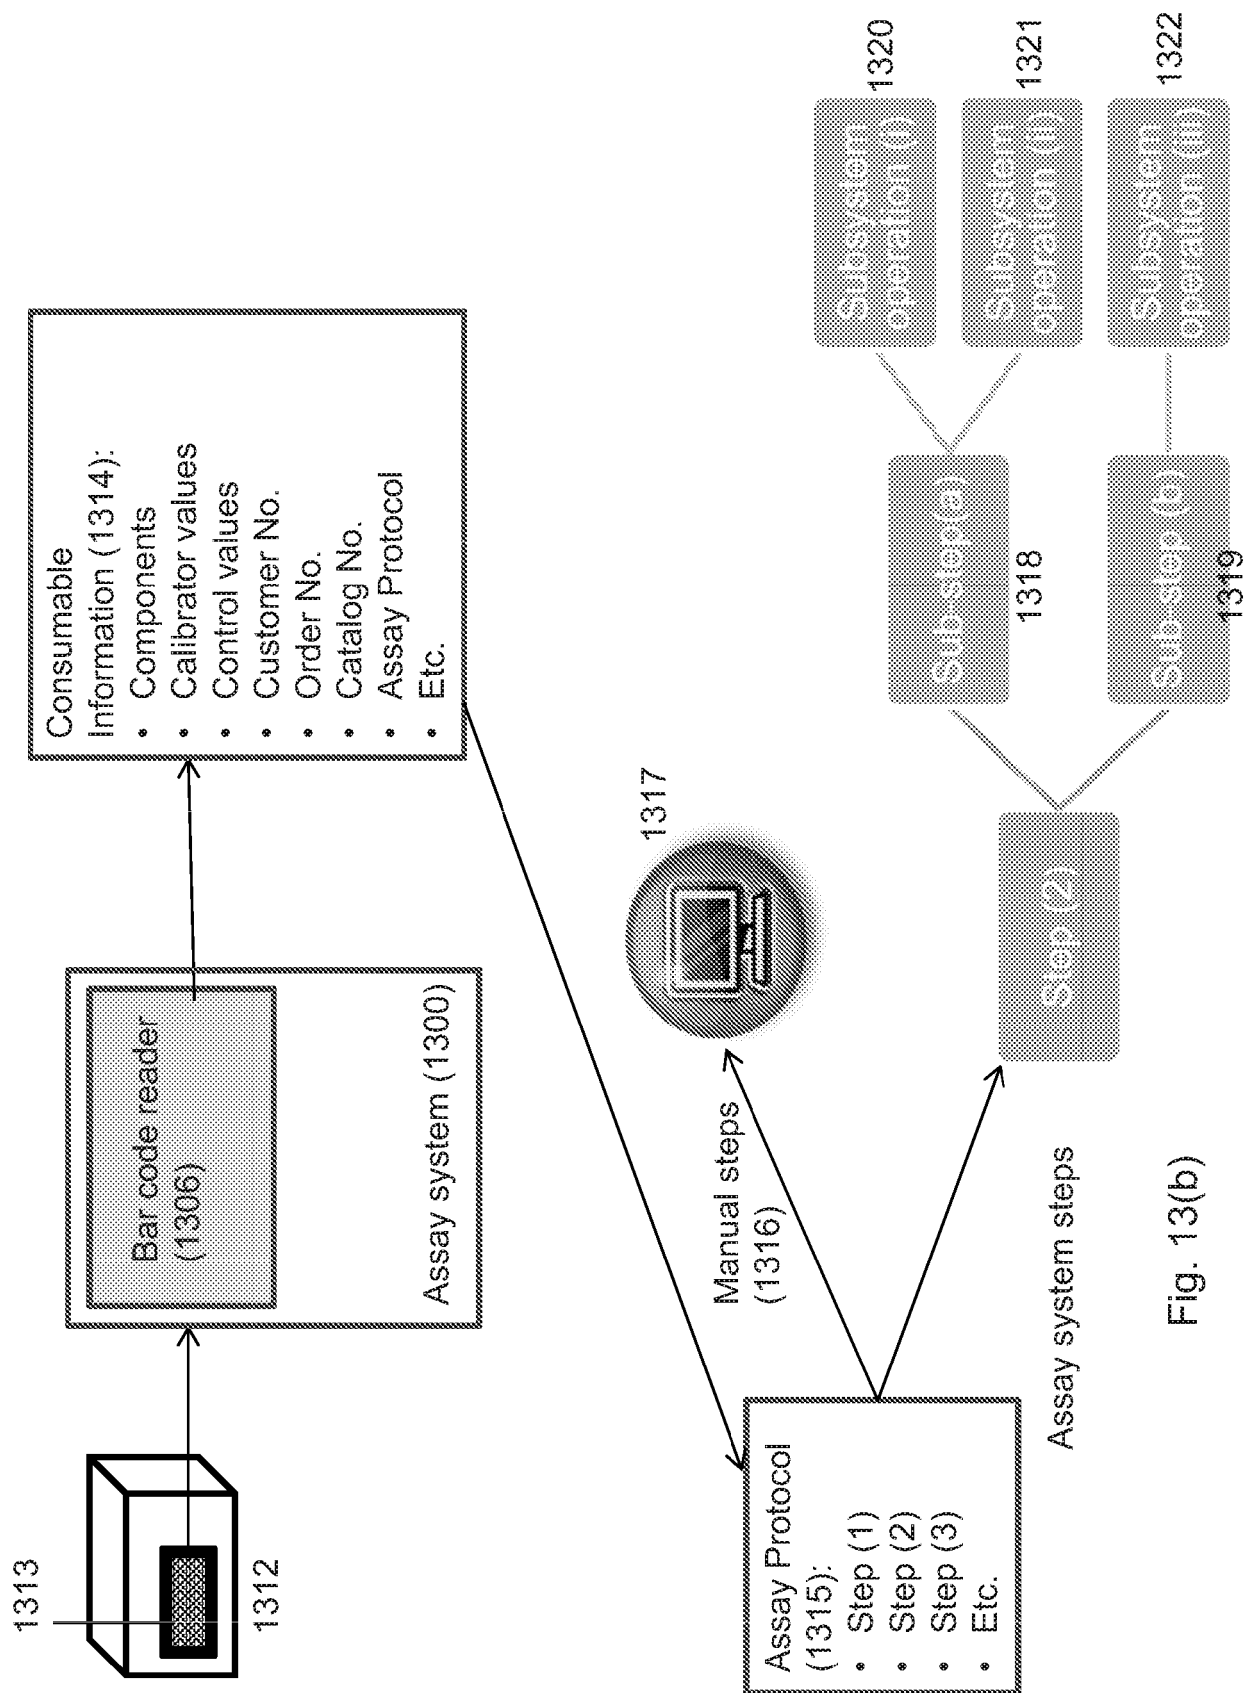 1313
1312
Bar code reader
(1306)
Assay system (1300)
Consumable
Information (1314):
• Components
• Calibrator values
• Control values
• Customer No.
• Order No.
• Catalog No.
• Assay Protocol
• Etc.
Assay Protocol
(1315):
• Step (1)
• Step (2)
• Step (3)
• Etc.
Manual steps
(1316)
1317
Assay system steps
Step (2)
Sub-step(a)
1318
Sub-step (b)
1319
Subsystem
operation (i)
1320
Subsystem
operation (ii)
1321
Subsystem
operation (iii)
1322
Fig. 13(b)